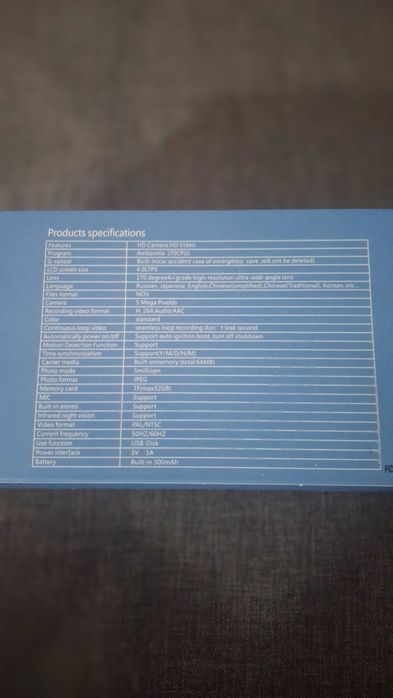 Products specifications
Features HD Camera.HD Video
Program Ambarella (70CPU)
G-sensor Built-in(car accident case of emergency save ,will ont be deleted)
LCD screen size 4.0LTPS
Lens 170 degreeA+grade high-resolution ultra-wide-angle lens
Language Russian, Japanese, English,Chinese(simplified),Chinese(Traditional), Korean, etc...
Files format NOV
Camera 5 Mega Pixelds
Recording video format H. 264,Audio:AAC
Color standard
Continuous loop video seamless loop recording don' t leak second
Automatically power on/off Support auto ignition boot, turn off shutdown
Motion Detection Function Support
Time synchronization Support(Y/M/D/H/M)
Carrier media Built-inmemory (total:64MB)
Photo mode 5milliopn
Photo format JPEG
Memory card TF(max32GB)
MIC Support
Built-in stereo Support
Infrared night vision Support
Video format PAL/NTSC
Current frequency 50HZ/60HZ
Use function USB-Disk
Power interface 5V 1A
Battery Built-in 300mAh